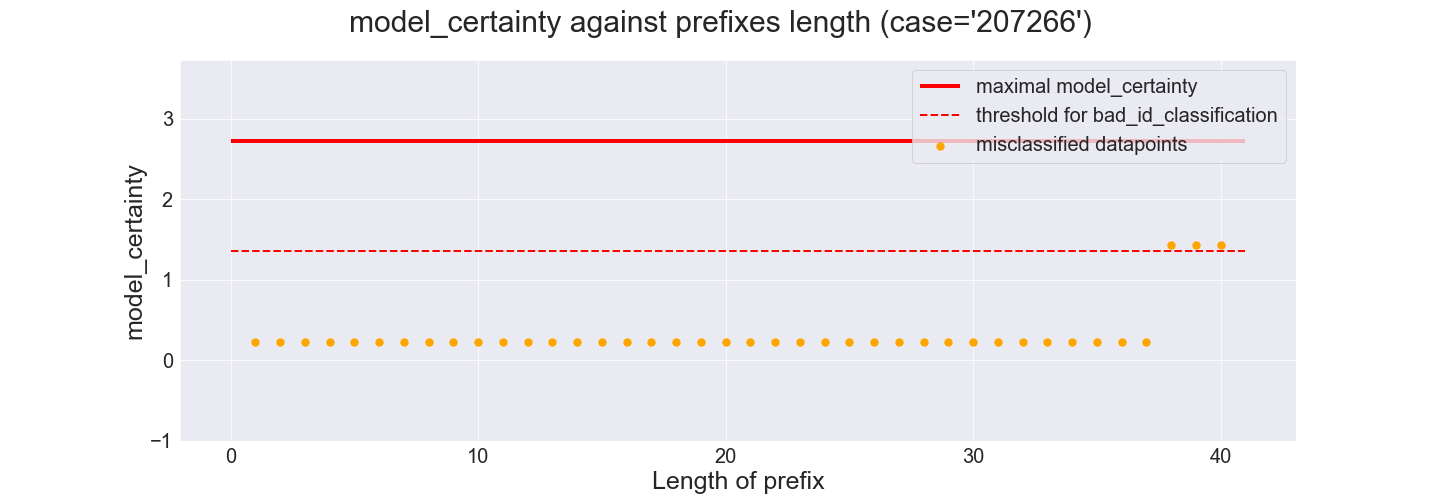 model_certainty against prefixes length (case='207266')
maximal model_certainty
threshold for bad_id_classification
misclassified datapoints
model_certainty
3
2
1
0
−1
0
10
20
30
40
Length of prefix